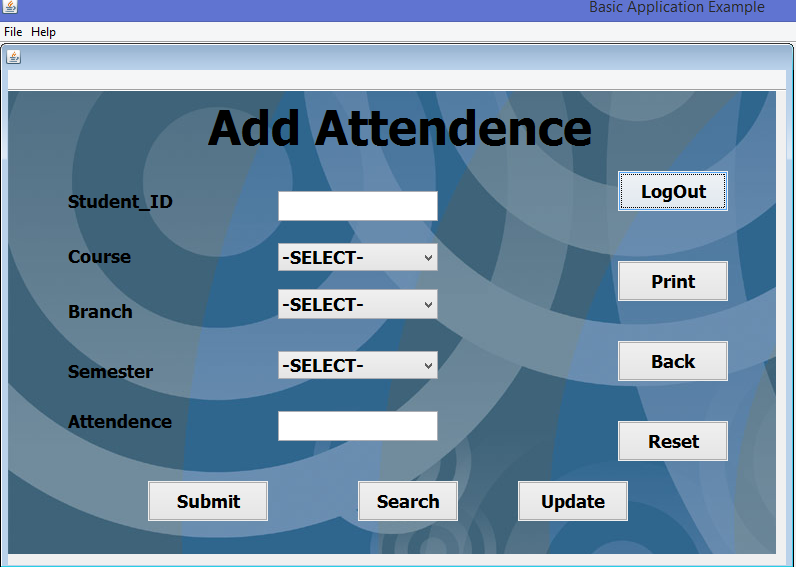 Basic Application Example
File Help
Add Attendence
Student_ID
LogOut
Course -SELECT-
Print
Branch -SELECT-
Semester -SELECT-
Back
Attendence
Reset
Submit Search Update